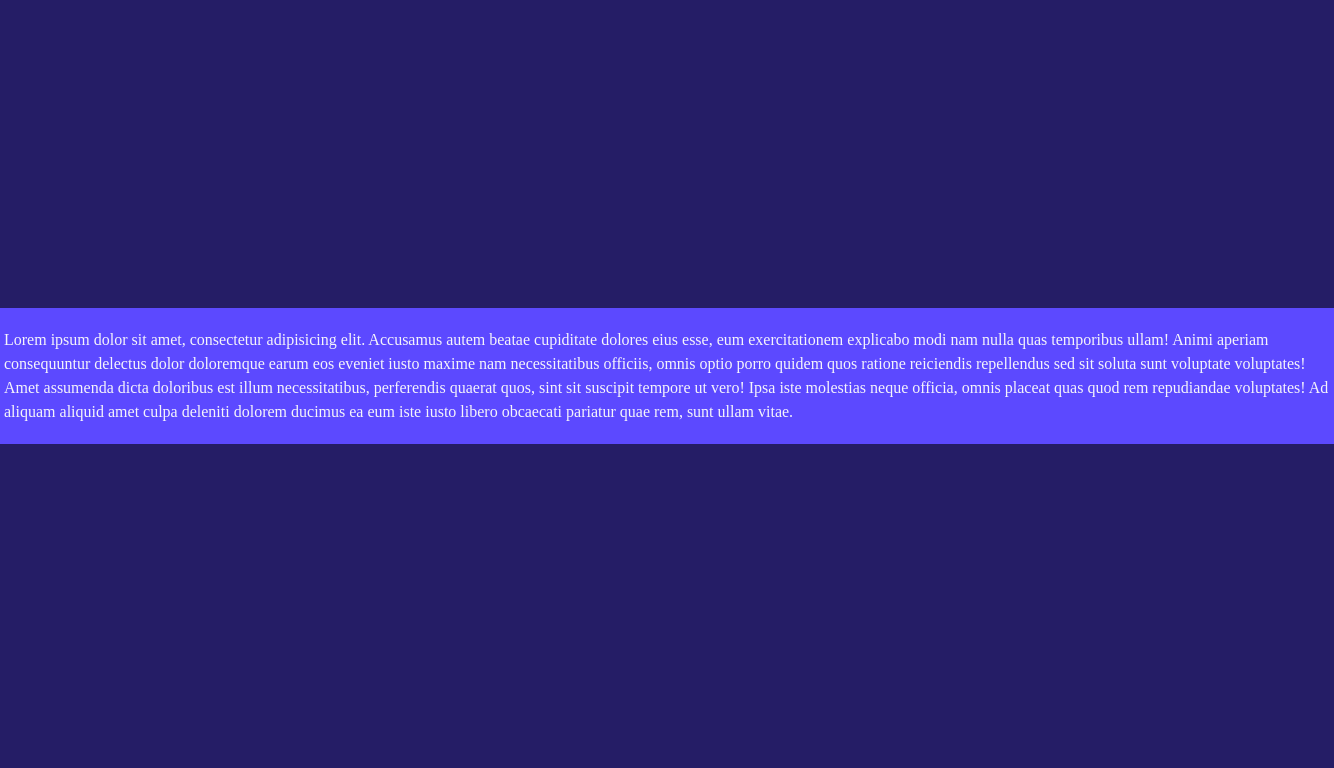 Lorem ipsum dolor sit amet, consectetur adipisicing elit. Accusamus autem beatae cupiditate dolores eius esse, eum exercitationem explicabo modi nam nulla quas temporibus ullam! Animi aperiam
consequuntur delectus dolor doloremque earum eos eveniet iusto maxime nam necessitatibus officiis, omnis optio porro quidem quos ratione reiciendis repellendus sed sit soluta sunt voluptate voluptates!
Amet assumenda dicta doloribus est illum necessitatibus, perferendis quaerat quos, sint sit suscipit tempore ut vero! Ipsa iste molestias neque officia, omnis placeat quas quod rem repudiandae voluptates! Ad
aliquam aliquid amet culpa deleniti dolorem ducimus ea eum iste iusto libero obcaecati pariatur quae rem, sunt ullam vitae.